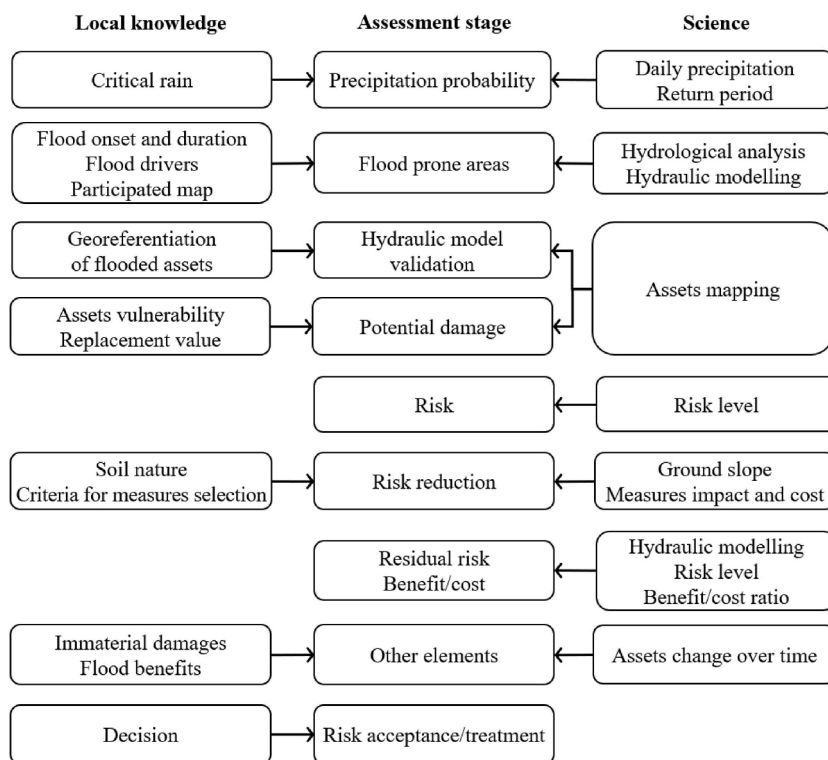 Local knowledge
Assessment stage
Science
Critical rain
Precipitation probability
Daily precipitation
Return period
Flood onset and duration
Flood drivers
Participated map
Flood prone areas
Hydrological analysis
Hydraulic modelling
Georeferentiation
of flooded assets
Hydraulic model
validation
Assets mapping
Assets vulnerability
Replacement value
Potential damage
Risk
Risk level
Soil nature
Criteria for measures selection
Risk reduction
Ground slope
Measures impact and cost
Residual risk
Benefit/cost
Hydraulic modelling
Risk level
Benefit/cost ratio
Immaterial damages
Flood benefits
Other elements
Assets change over time
Decision
Risk acceptance/treatment